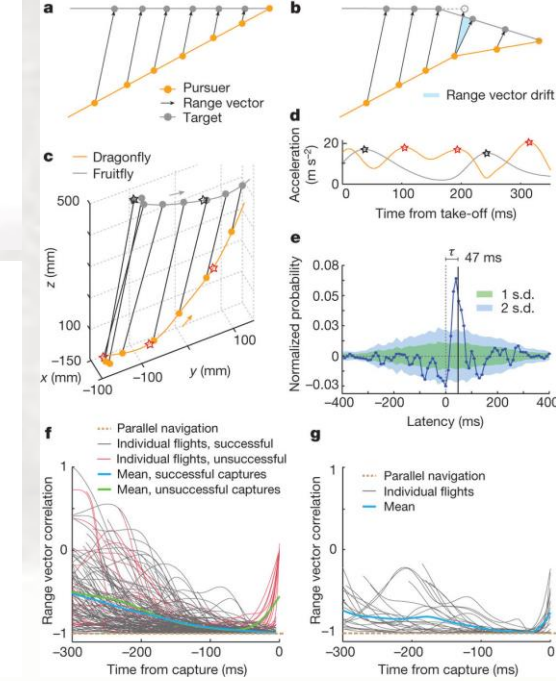 a
Pursuer
Range vector
Target
b
Range vector drift
c
Dragonfly
Fruitfly
500
z (mm)
100
−150
x (mm)
−100
−100
y (mm)
100
d
Acceleration
(m s−2)
20
0
0
100
200
300
Time from take-off (ms)
e
τ
47 ms
Normalized probability
0.08
0.05
0.03
0
−0.03
1 s.d.
2 s.d.
−400
−200
0
200
400
Latency (ms)
f
Parallel navigation
Individual flights, successful
Individual flights, unsuccessful
Mean, successful captures
Mean, unsuccessful captures
Range vector correlation
1
0
−1
−300
−200
−100
0
Time from capture (ms)
g
Parallel navigation
Individual flights
Mean
Range vector correlation
1
0
−1
−300
−200
−100
0
Time from capture (ms)